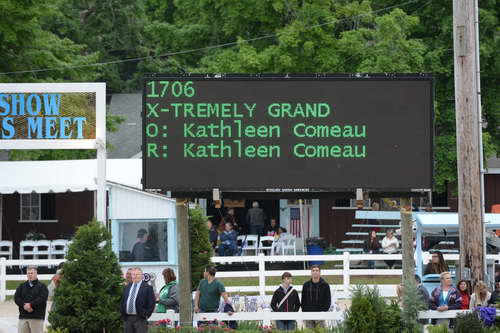 SHOW
S MEET
1706
X-TREMELY GRAND
O: Kathleen Comeau
R: Kathleen Comeau